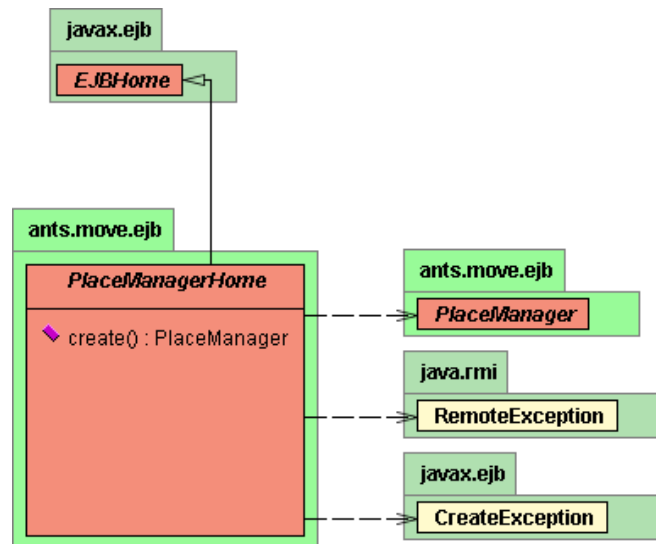 javax.ejb
EJBHome
ants.move.ejb
PlaceManagerHome
create() : PlaceManager
ants.move.ejb
PlaceManager
java.rmi
RemoteException
javax.ejb
CreateException